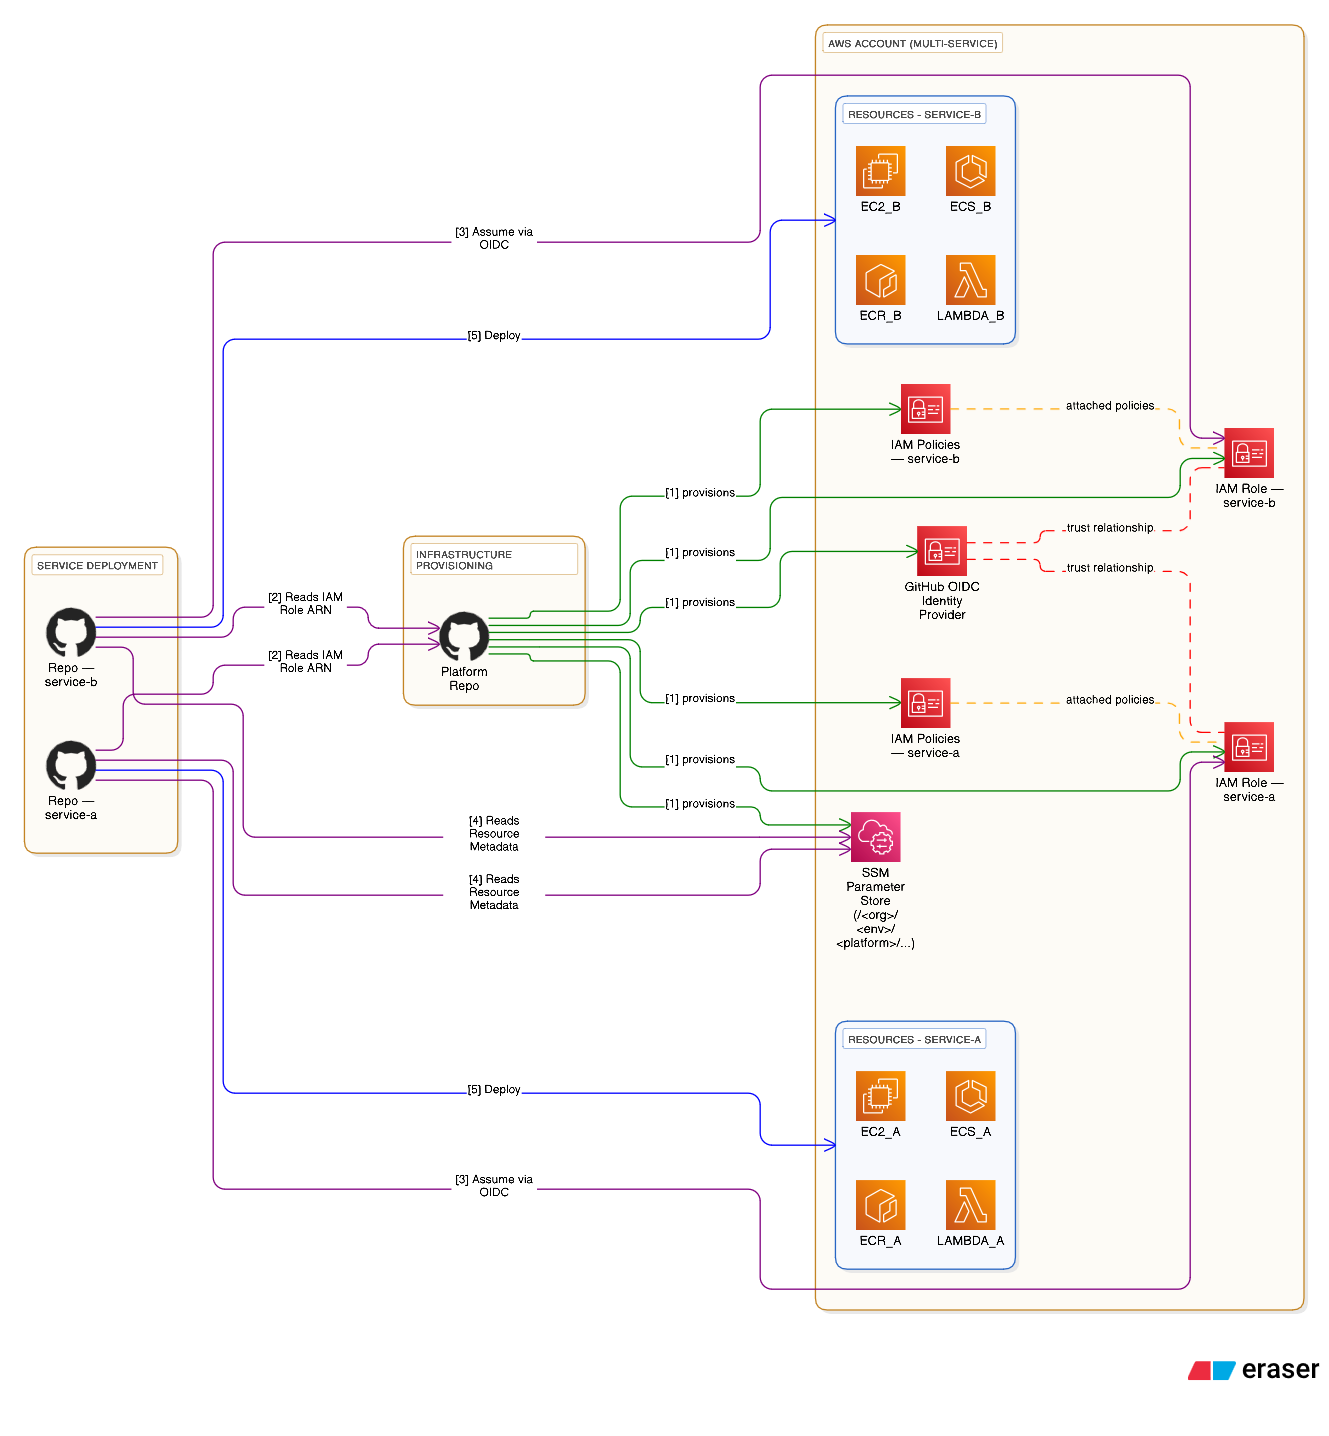 AWS ACCOUNT (MULTI-SERVICE)
RESOURCES - SERVICE-B
EC2_B
ECS_B
ECR_B
LAMBDA_B
[3] Assume via
OIDC
[5] Deploy
IAM Policies
— service-b
attached policies
IAM Role —
service-b
[1] provisions
[1] provisions
[1] provisions
trust relationship
trust relationship
GitHub OIDC
Identity
Provider
SERVICE DEPLOYMENT
Repo —
service-b
Repo —
service-a
[2] Reads IAM
Role ARN
[2] Reads IAM
Role ARN
INFRASTRUCTURE
PROVISIONING
Platform
Repo
[1] provisions
[1] provisions
[1] provisions
IAM Policies
— service-a
attached policies
IAM Role —
service-a
[4] Reads
Resource
Metadata
[4] Reads
Resource
Metadata
SSM
Parameter
Store
(/<org>/
<env>/
<platform>/...)
RESOURCES - SERVICE-A
EC2_A
ECS_A
ECR_A
LAMBDA_A
[5] Deploy
[3] Assume via
OIDC
eraser